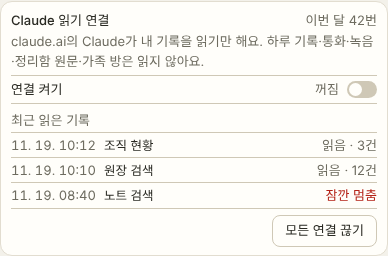 Claude 읽기 연결 이번 달 42번
claude.ai의 Claude가 내 기록을 읽기만 해요. 하루 기록·통화·녹음
·정리함 원문·가족 방은 읽지 않아요.
연결 켜기 꺼짐
최근 읽은 기록
11. 19. 10:12 조직 현황 읽음 · 3건
11. 19. 10:10 원장 검색 읽음 · 12건
11. 19. 08:40 노트 검색 잠깐 멈춤
모든 연결 끊기